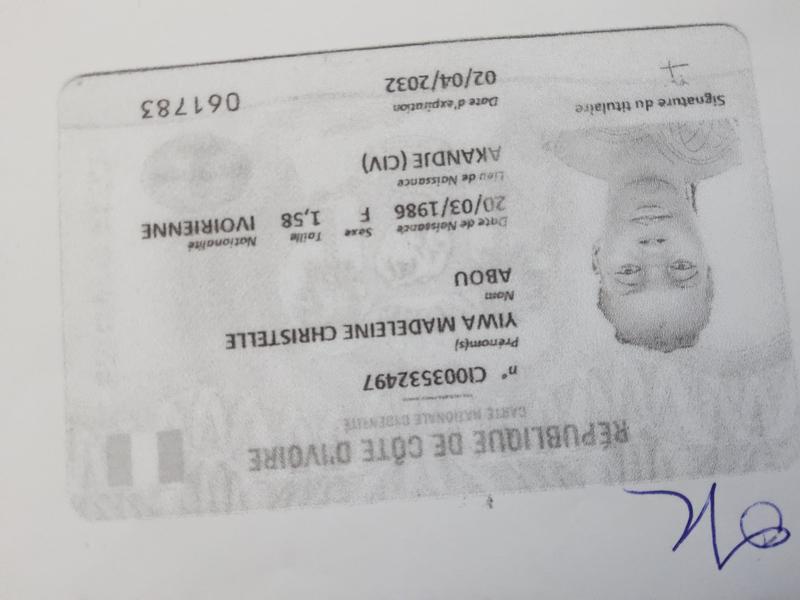 RÉPUBLIQUE DE CÔTE D'IVOIRE
CARTE NATIONALE D'IDENTITÉ
n° CI003532497
Prénom(s)
YIWA MADELEINE CHRISTELLE
Nom
ABOU
Date de Naissance Sexe Taille Nationalité
20/03/1986 F 1,58 IVOIRIENNE
Lieu de Naissance
AKANDJE (CIV)
Signature du titulaire
Date d'expiration
02/04/2032
061783